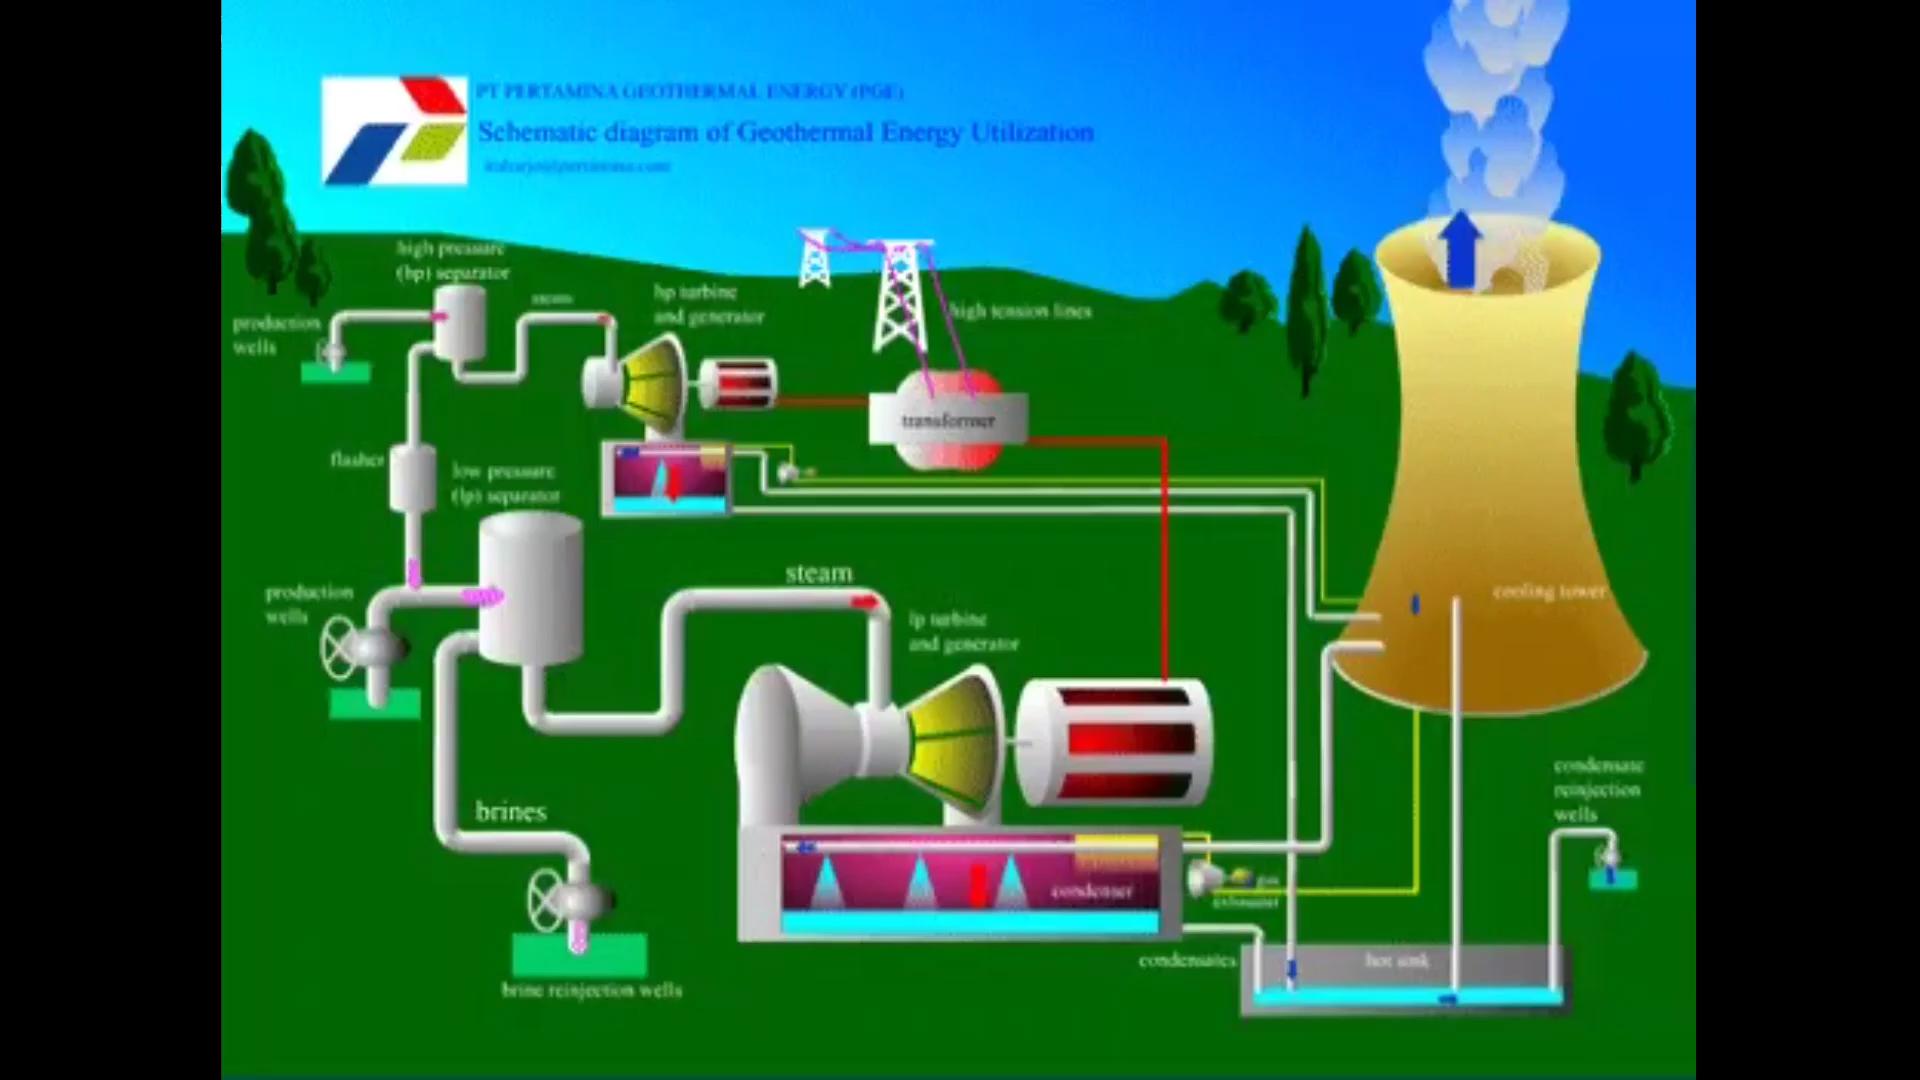 PT PERTAMINA GEOTHERMAL ENERGY (PGE)
Schematic diagram of Geothermal Energy Utilization
high pressure
(hp) separator
steam
production
wells
hp turbine
and generator
high tension lines
transformer
flasher
low pressure
(lp) separator
production
wells
steam
lp turbine
and generator
cooling tower
brines
condenser
gas
exhauster
condensates
hot sink
condensate
reinjection
wells
brine reinjection wells